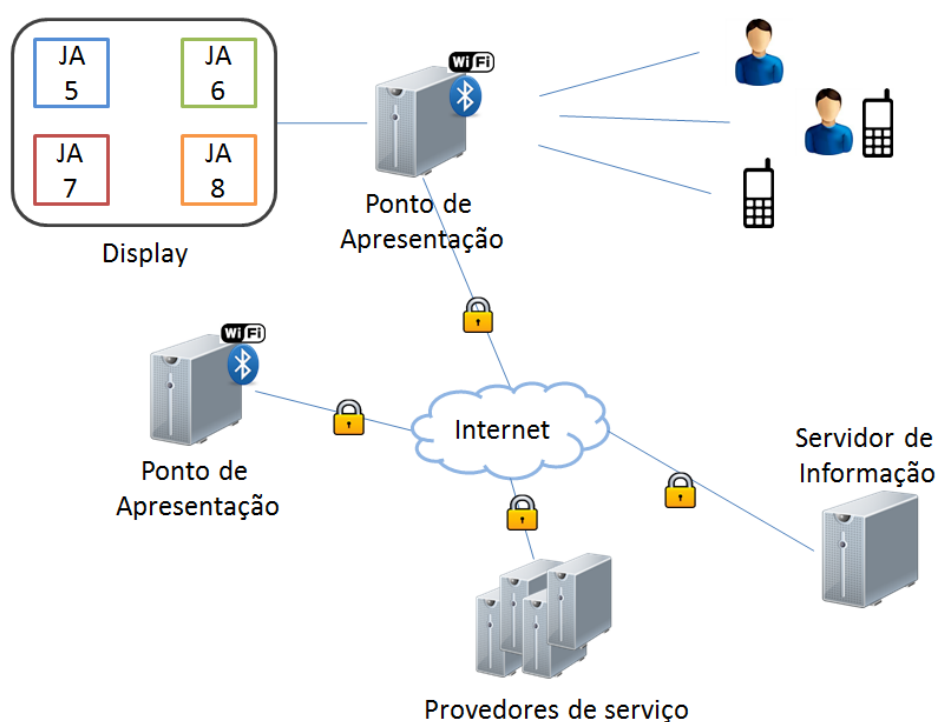 JA
5
JA
6
JA
7
JA
8
Display
WiFi
Ponto de
Apresentação
WiFi
Ponto de
Apresentação
Internet
Servidor de
Informação
Provedores de serviço